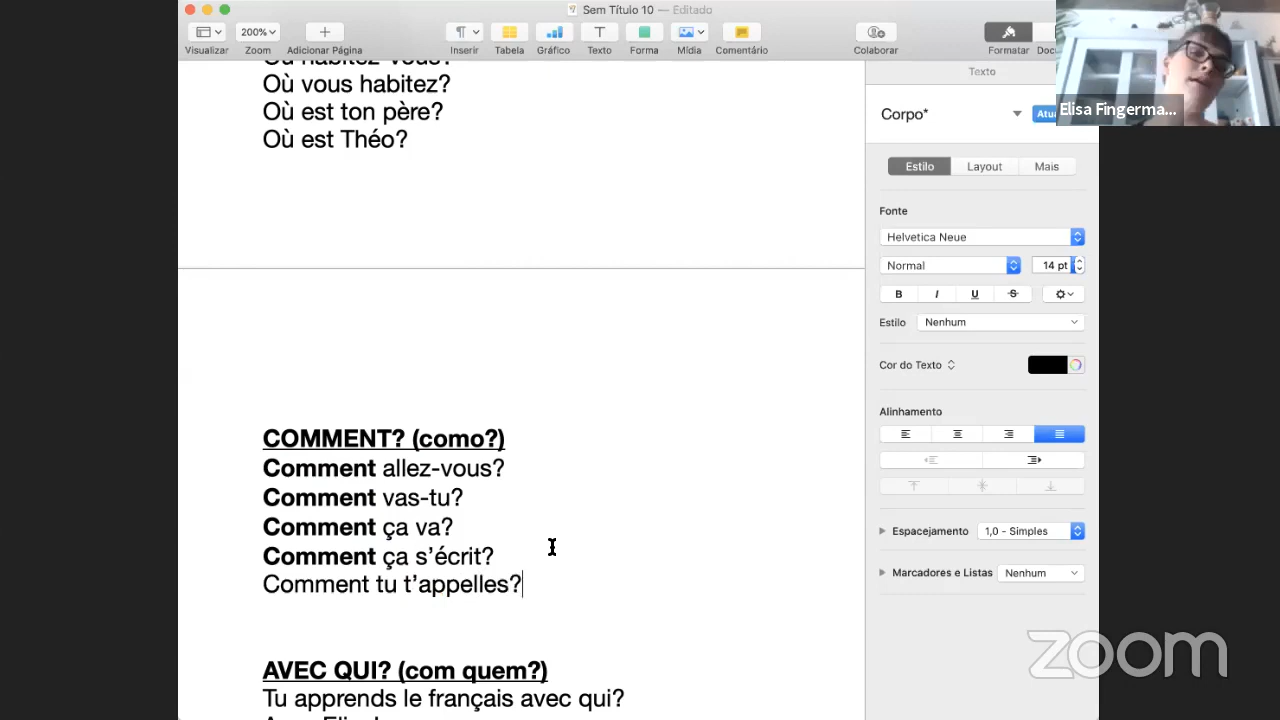 Sem Título 10 — Editado
200%
Visualizar
Zoom
Adicionar Página
Inserir
Tabela
Gráfico
Texto
Forma
Mídia
Comentário
Colaborar
Formatar
Elisa Fingerma...
Où habitez-vous?
Où vous habitez?
Où est ton père?
Où est Théo?
COMMENT? (como?)
Comment allez-vous?
Comment vas-tu?
Comment ça va?
Comment ça s’écrit?
Comment tu t’appelles?
AVEC QUI? (com quem?)
Tu apprends le français avec qui?
Texto
Corpo*
Estilo Layout Mais
Fonte
Helvetica Neue
Normal 14 pt
B I U S
Estilo Nenhum
Cor do Texto
Alinhamento
Espacejamento 1,0 - Simples
Marcadores e Listas Nenhum
zoom